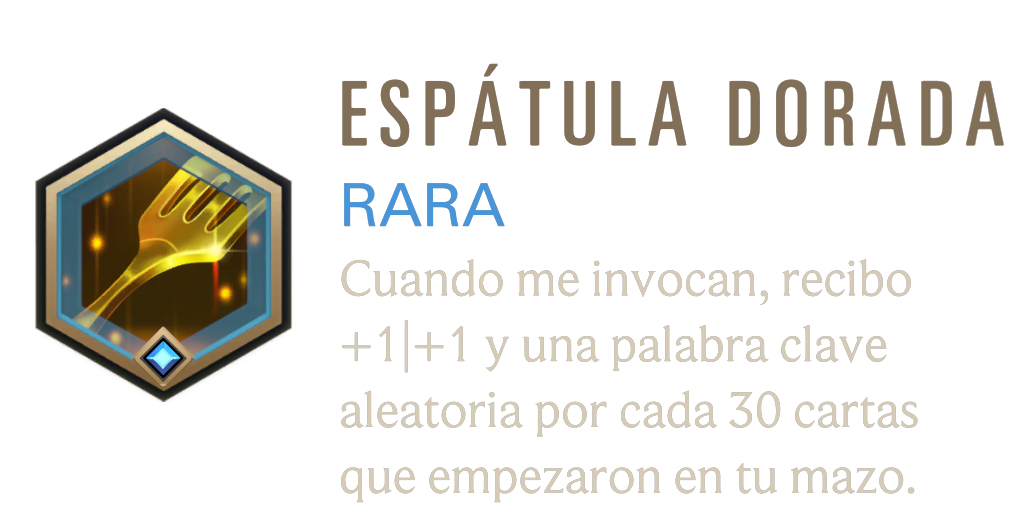 ESPÁTULA DORADA
RARA
Cuando me invocan, recibo
+1|+1 y una palabra clave
aleatoria por cada 30 cartas
que empezaron en tu mazo.